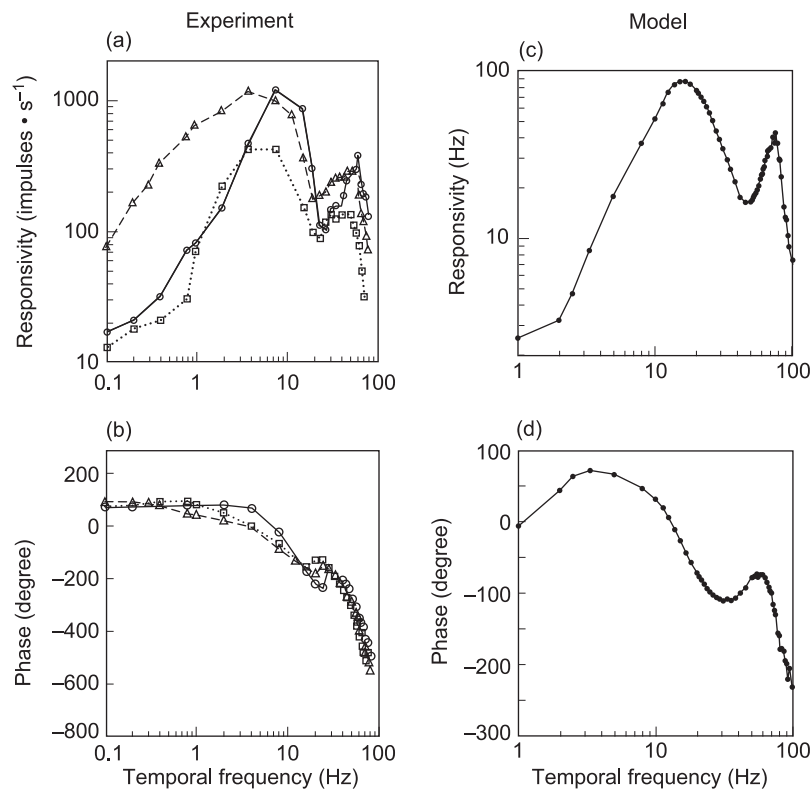 Experiment
Model
(a)
Responsivity (impulses • s⁻¹)
1000
100
10
0.1
1
10
100
(c)
Responsivity (Hz)
100
10
1
10
100
(b)
Phase (degree)
200
0
−200
−400
−600
−800
0.1
1
10
100
Temporal frequency (Hz)
(d)
Phase (degree)
100
0
−100
−200
−300
1
10
100
Temporal frequency (Hz)